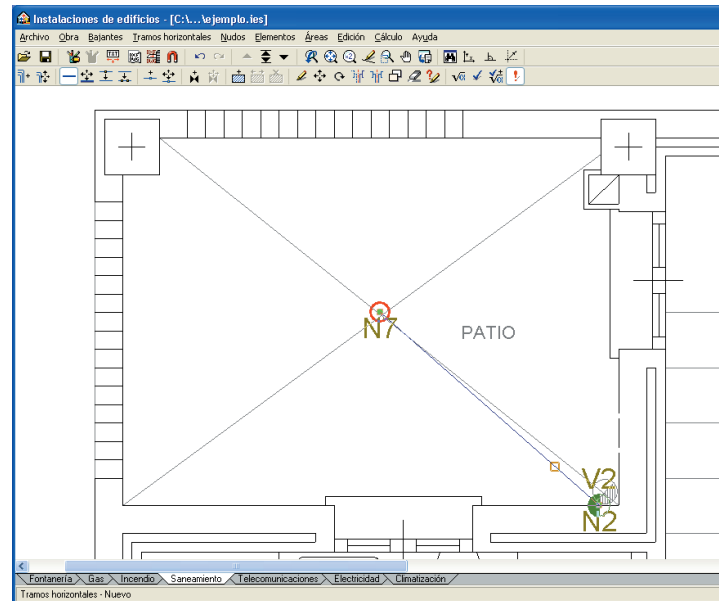 Instalaciones de edificios - [C:\...\ejemplo.ies]
Archivo Obra Bajantes Tramos horizontales Nudos Elementos Áreas Edición Cálculo Ayuda
N7
PATIO
V2
N2
Fontanería Gas Incendio Saneamiento Telecomunicaciones Electricidad Climatización
Tramos horizontales - Nuevo